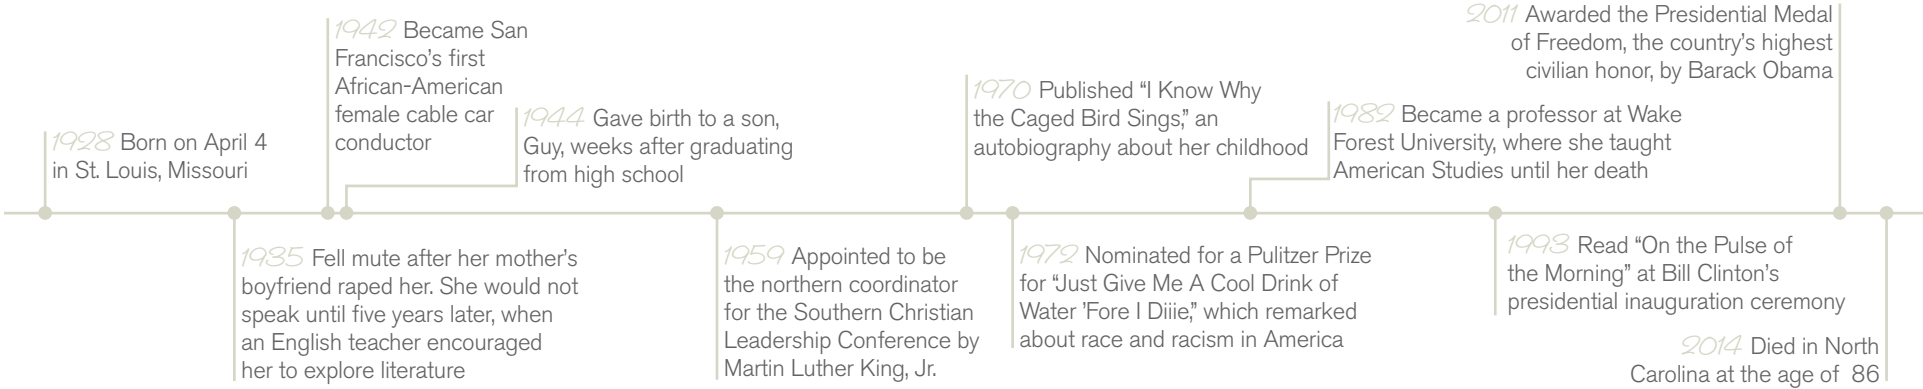 1928 Born on April 4
in St. Louis, Missouri
1935 Fell mute after her mother's
boyfriend raped her. She would not
speak until five years later, when
an English teacher encouraged
her to explore literature
1942 Became San
Francisco's first
African-American
female cable car
conductor
1944 Gave birth to a son,
Guy, weeks after graduating
from high school
1959 Appointed to be
the northern coordinator
for the Southern Christian
Leadership Conference by
Martin Luther King, Jr.
1970 Published “I Know Why
the Caged Bird Sings,” an
autobiography about her childhood
1972 Nominated for a Pulitzer Prize
for “Just Give Me A Cool Drink of
Water ’Fore I Diiie,” which remarked
about race and racism in America
1982 Became a professor at Wake
Forest University, where she taught
American Studies until her death
1993 Read “On the Pulse of
the Morning” at Bill Clinton’s
presidential inauguration ceremony
2011 Awarded the Presidential Medal
of Freedom, the country’s highest
civilian honor, by Barack Obama
2014 Died in North
Carolina at the age of 86